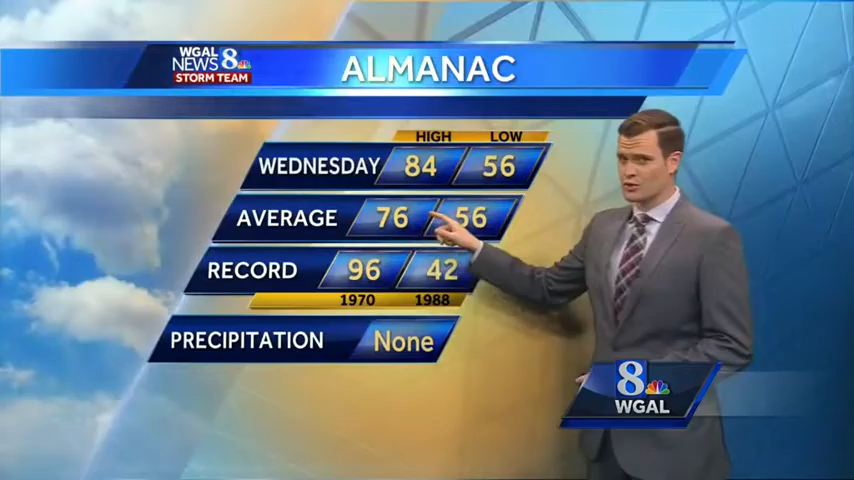 WGAL
NEWS 8
STORM TEAM
ALMANAC
HIGH LOW
WEDNESDAY 84 56
AVERAGE 76 56
RECORD 96 42
1970 1988
PRECIPITATION None
8
WGAL